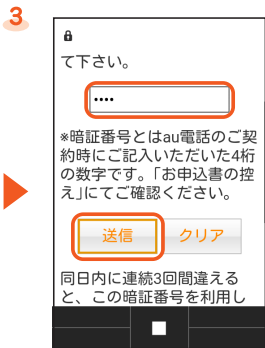 3
て下さい。
••••
※暗証番号とはau電話のご契
約時にご記入いただいた4桁
の数字です。「お申込書の控
え」にてご確認ください。
送信 クリア
同日内に連続3回間違える
と、この暗証番号を利用し